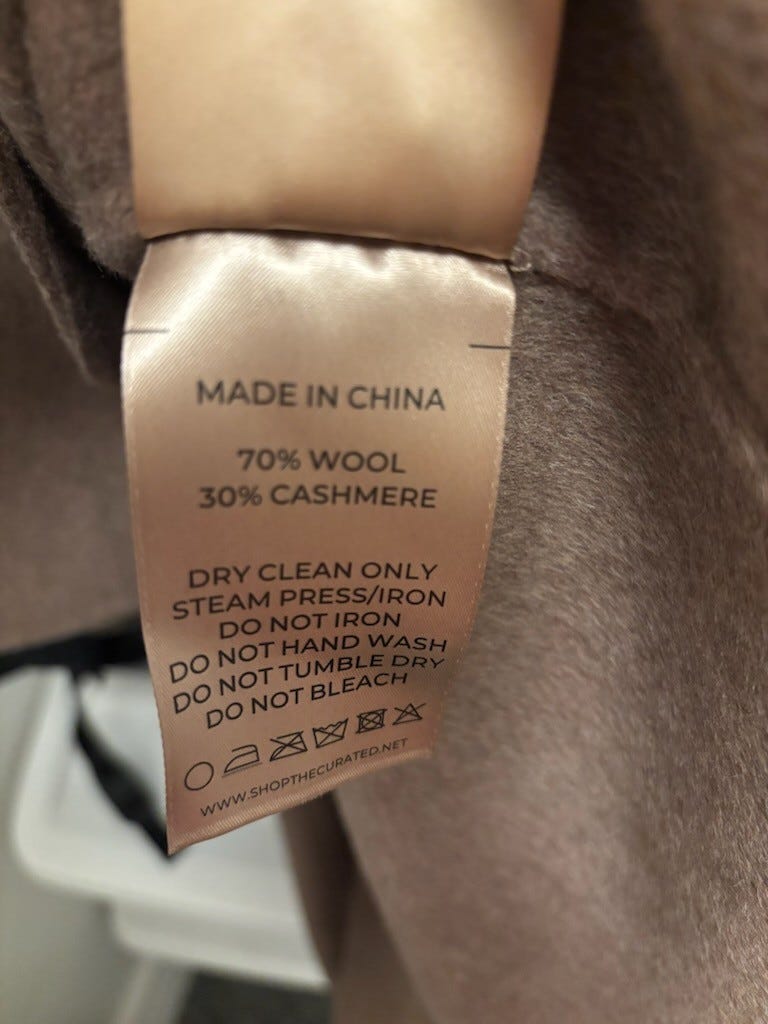 MADE IN CHINA
70% WOOL
30% CASHMERE
DRY CLEAN ONLY
STEAM PRESS/IRON
DO NOT IRON
DO NOT HAND WASH
DO NOT TUMBLE DRY
DO NOT BLEACH
WWW.SHOPTHECURATED.NET